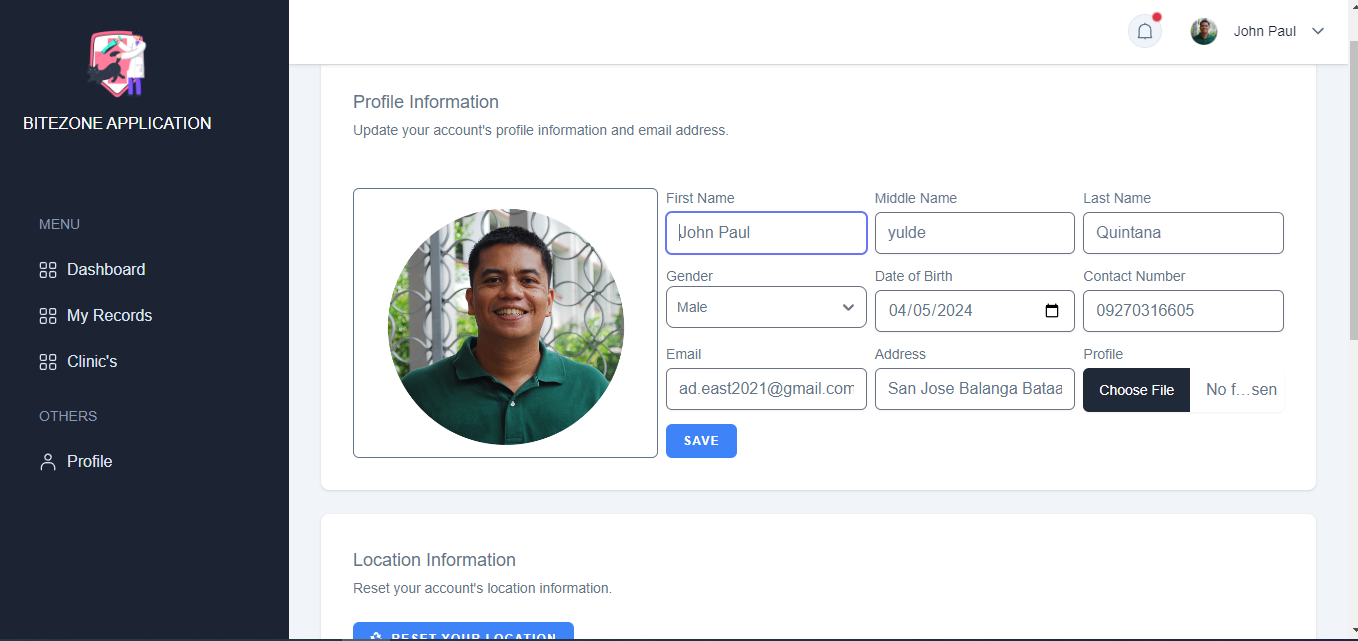 John Paul
BITEZONE APPLICATION
MENU
Dashboard
My Records
Clinic's
OTHERS
Profile
Profile Information
Update your account's profile information and email address.
First Name
Middle Name
Last Name
John Paul
yulde
Quintana
Gender
Date of Birth
Contact Number
Male
04/05/2024
09270316605
Email
Address
Profile
ad.east2021@gmail.com
San Jose Balanga Bataa
Choose File
No f...sen
SAVE
Location Information
Reset your account's location information.
RESET YOUR LOCATION